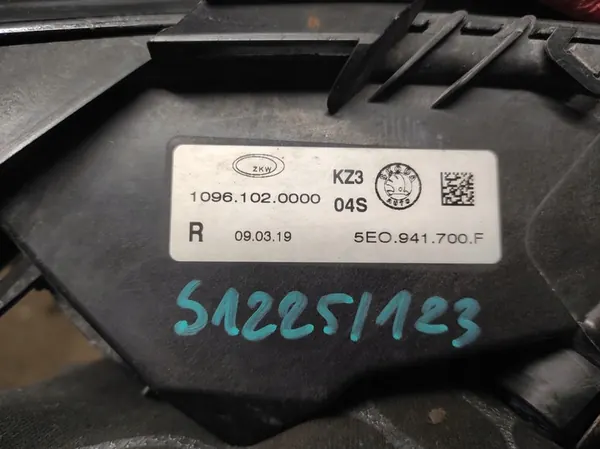 ZKW
KZ3
1096.102.0000
04S
R
09.03.19
5E0.941.700.F
S1225/123